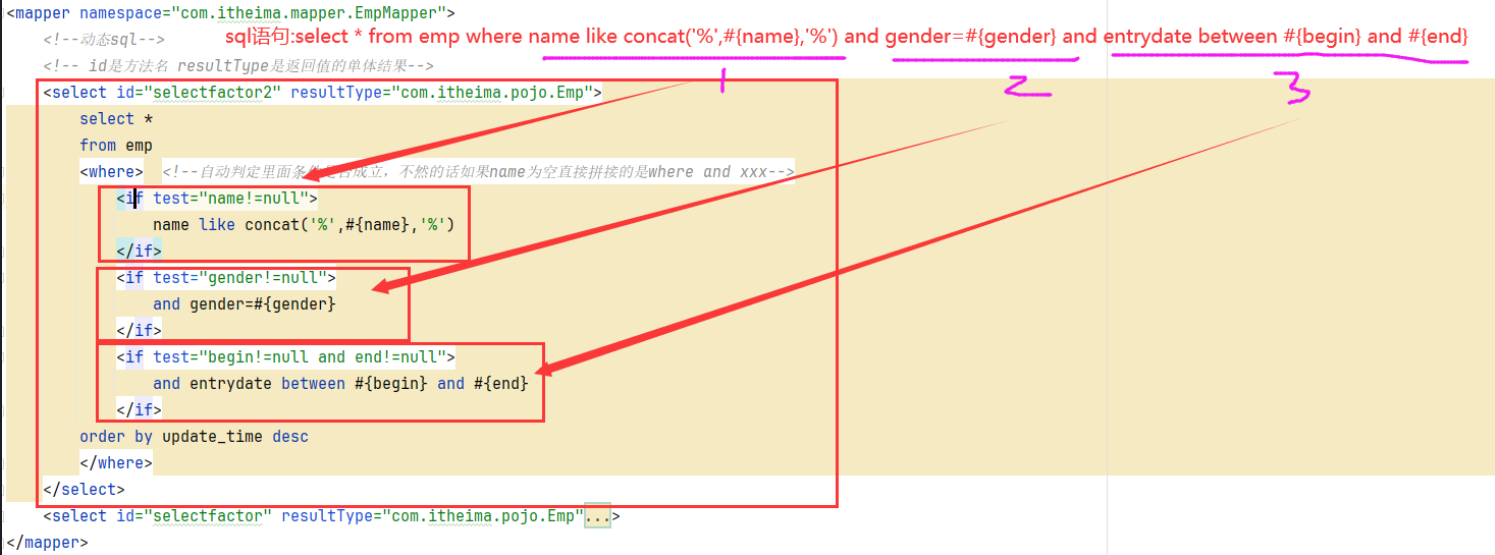 <mapper namespace="com.itheima.mapper.EmpMapper">
<!--动态sql--> sql语句:select * from emp where name like concat('%',#{name},'%') and gender=#{gender} and entrydate between #{begin} and #{end}
<!-- id是方法名 resultType是返回值的单体结果-->
1 2 3
<select id="selectfactor2" resultType="com.itheima.pojo.Emp">
select *
from emp
<where> <!--自动判定里面条件是否成立，不然的话如果name为空直接拼接的是where and xxx-->
<if test="name!=null">
name like concat('%',#{name},'%')
</if>
<if test="gender!=null">
and gender=#{gender}
</if>
<if test="begin!=null and end!=null">
and entrydate between #{begin} and #{end}
</if>
order by update_time desc
</where>
</select>
<select id="selectfactor" resultType="com.itheima.pojo.Emp"...>
</mapper>